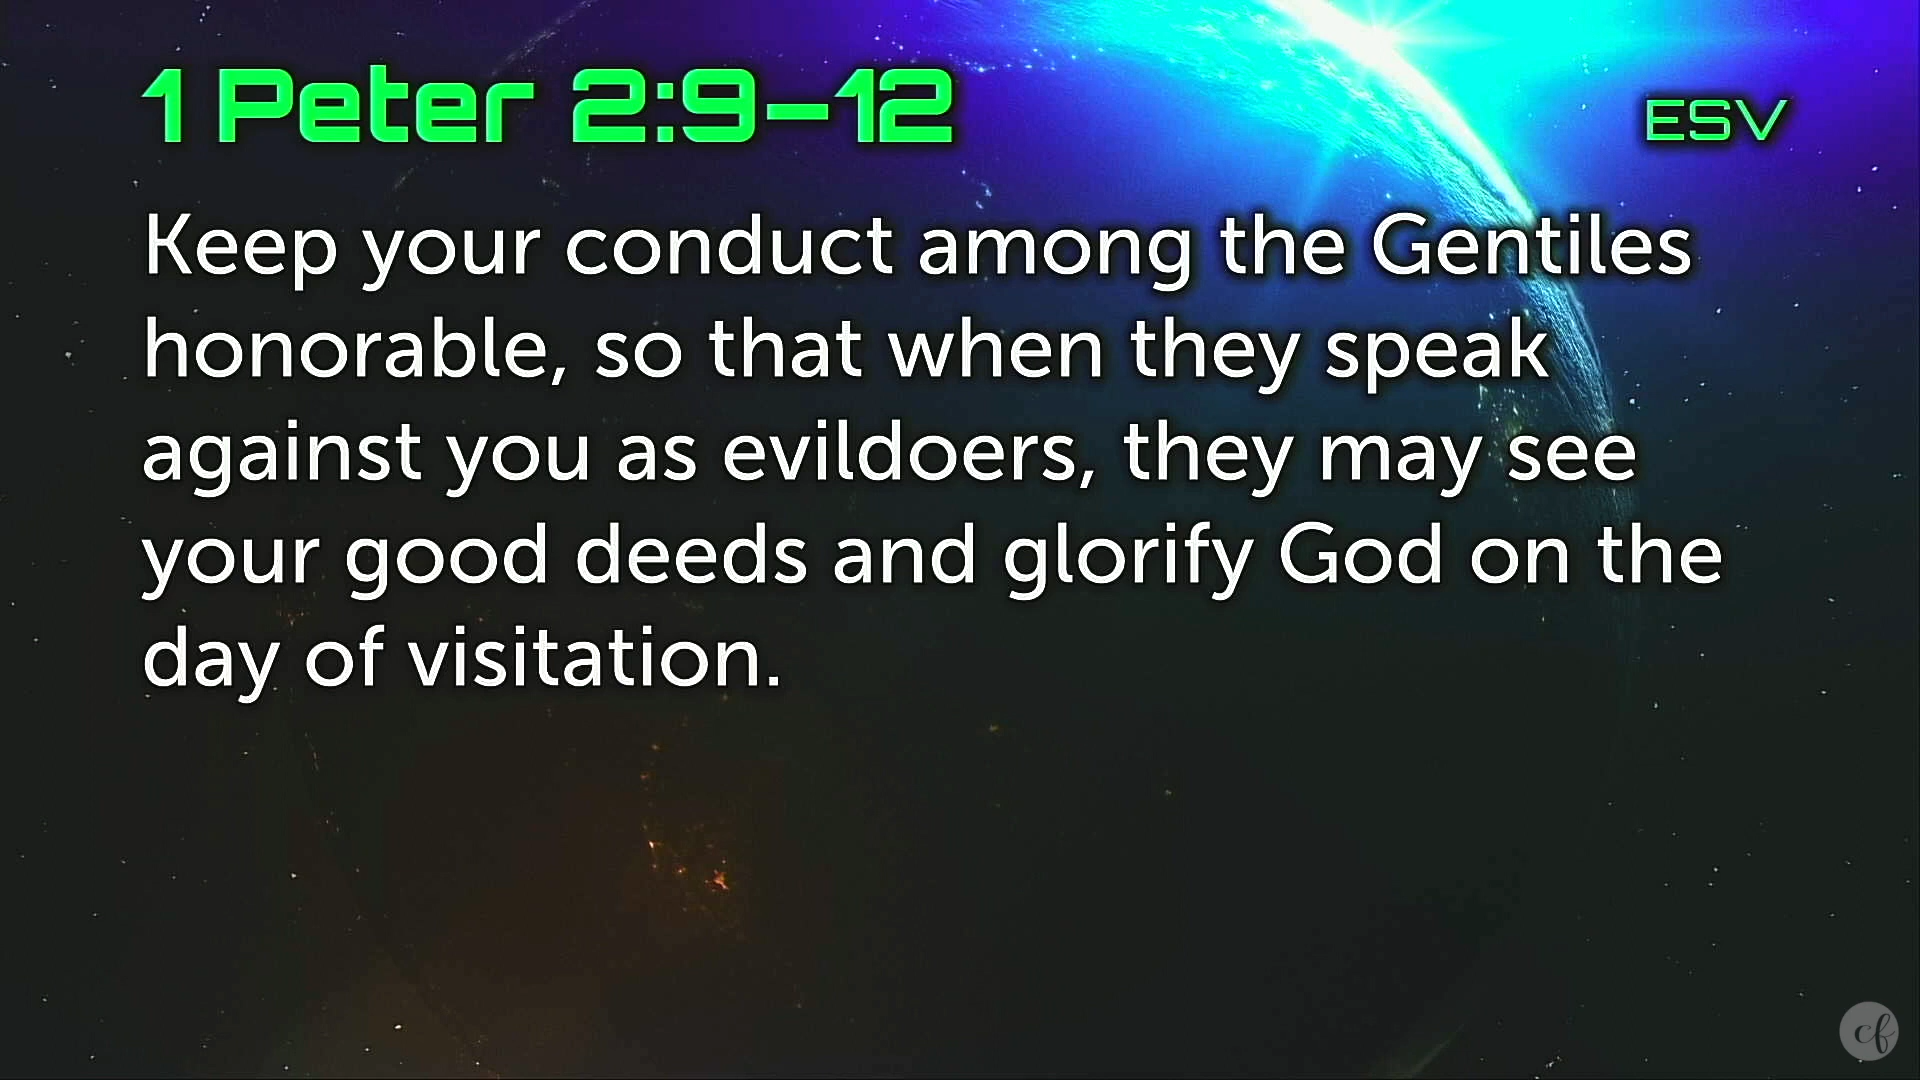 1 Peter 2:9–12 ESV
Keep your conduct among the Gentiles
honorable, so that when they speak
against you as evildoers, they may see
your good deeds and glorify God on the
day of visitation.
cf